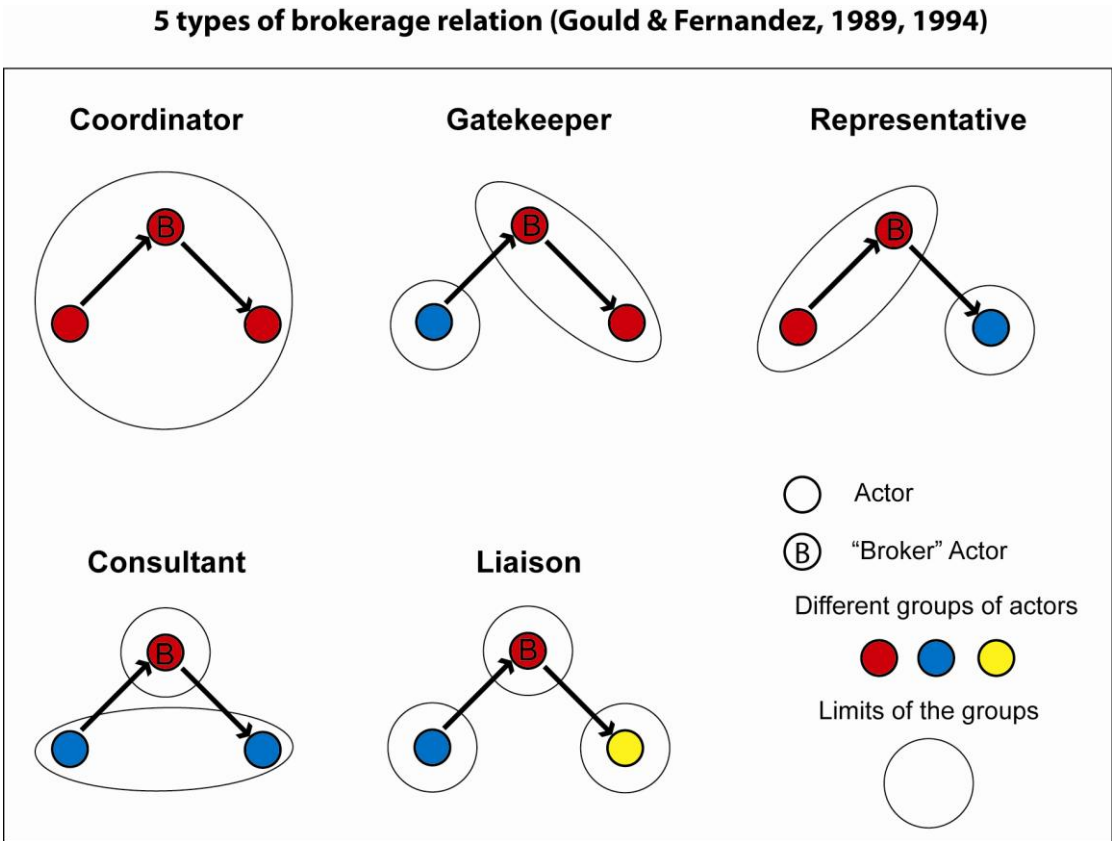 5 types of brokerage relation (Gould & Fernandez, 1989, 1994)
Coordinator
Gatekeeper
Representative
B
B
B
Actor
B
“Broker” Actor
Consultant
Liaison
Different groups of actors
B
B
Limits of the groups